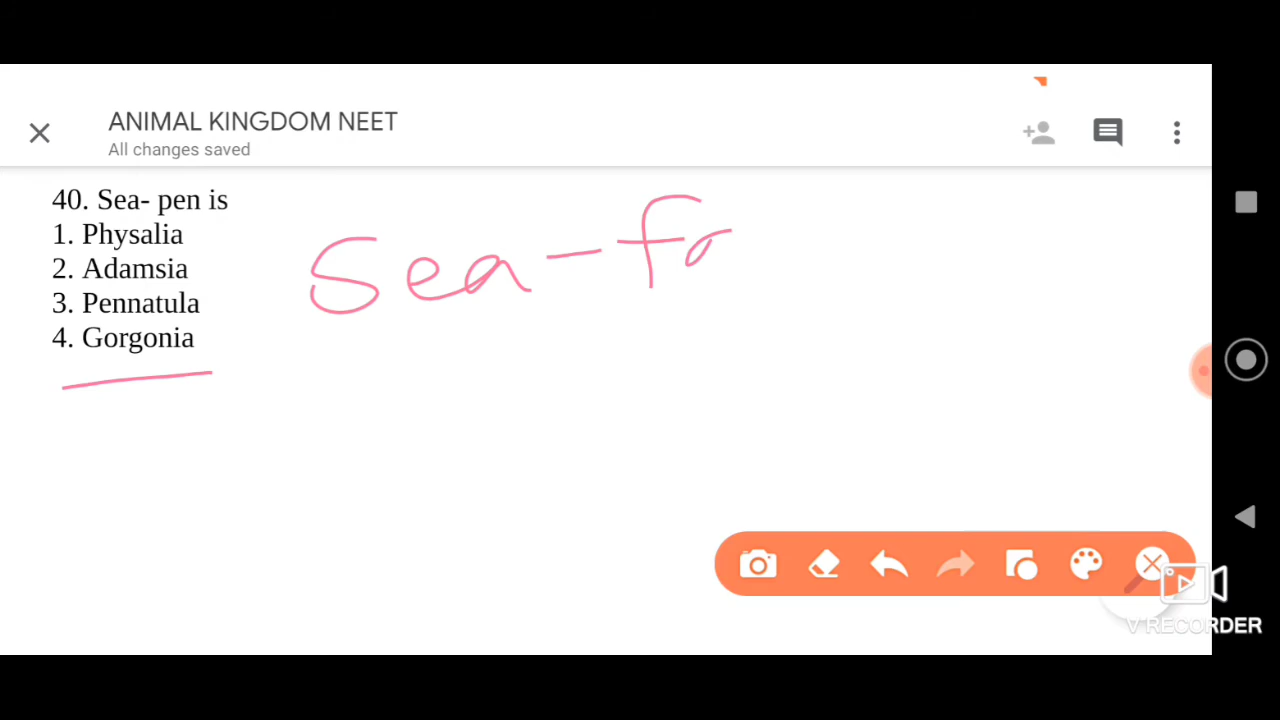 ANIMAL KINGDOM NEET
All changes saved
40. Sea- pen is
1. Physalia
2. Adamsia
3. Pennatula
4. Gorgonia
Sea-fa
V RECORDER